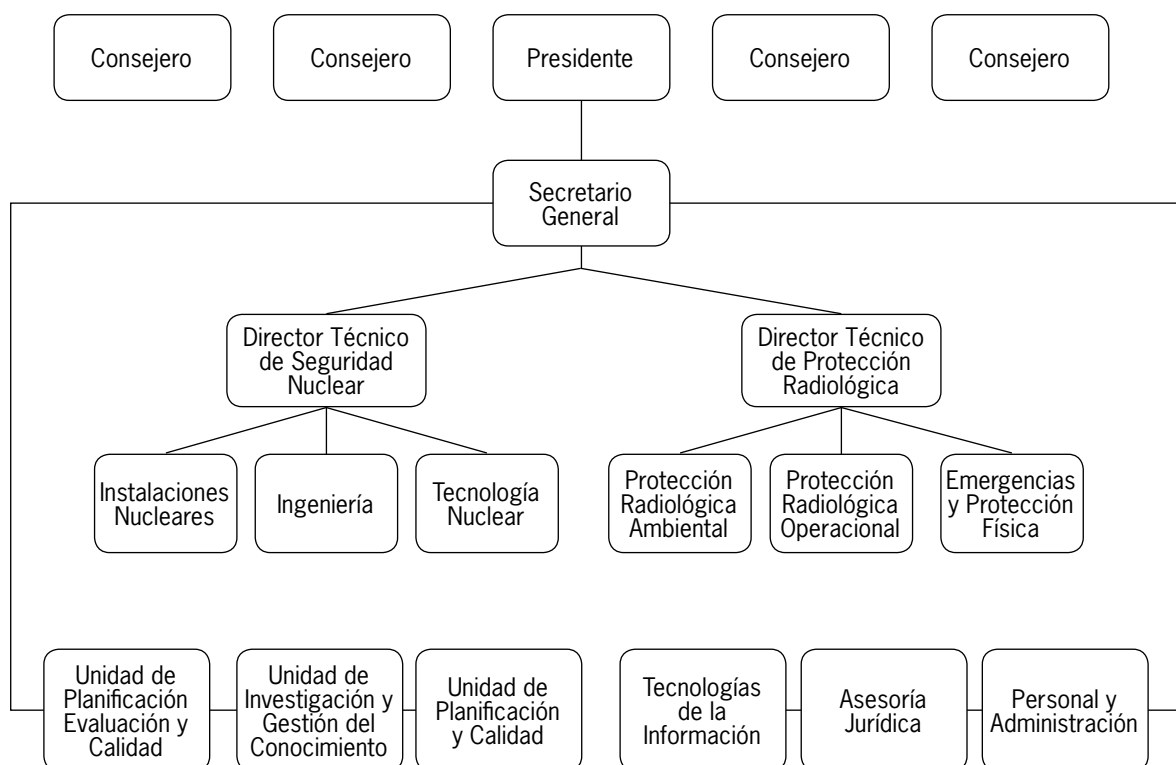 Consejero
Consejero
Presidente
Consejero
Consejero
Secretario
General
Director Técnico
de Seguridad
Nuclear
Director Técnico
de Protección
Radiológica
Instalaciones
Nucleares
Ingeniería
Tecnología
Nuclear
Protección
Radiológica
Ambiental
Protección
Radiológica
Operacional
Emergencias
y Protección
Física
Unidad de
Planificación
Evaluación y
Calidad
Unidad de
Investigación y
Gestión del
Conocimiento
Unidad de
Planificación
y Calidad
Tecnologías
de la
Información
Asesoría
Jurídica
Personal y
Administración